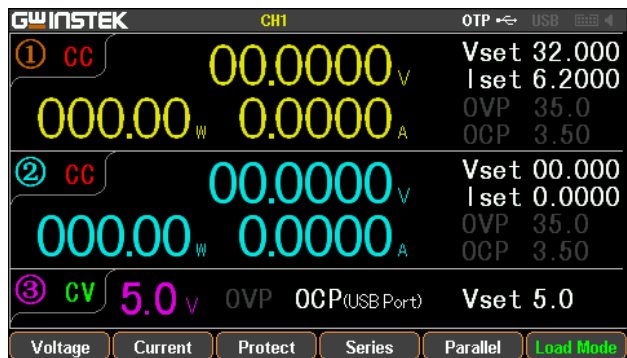 GWINSTEK CH1 OTP USB
① CC 00.0000 V Vset 32.000
Iset 6.2000
000.00 W 0.0000 A OVP 35.0
OCP 3.50
② CC 00.0000 V Vset 00.000
Iset 0.0000
000.00 W 0.0000 A OVP 35.0
OCP 3.50
③ CV 5.0 V OVP OCP(USB Port) Vset 5.0
Voltage Current Protect Series Parallel Load Mode